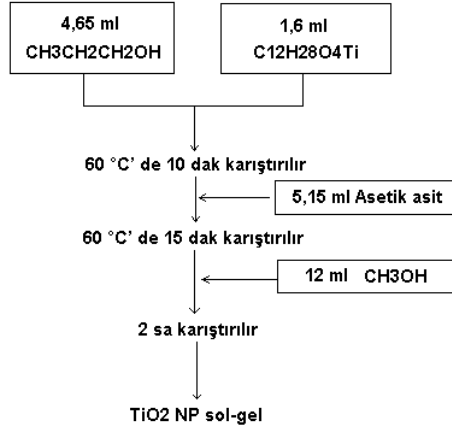 4,65 ml
CH3CH2CH2OH
1,6 ml
C12H28O4Ti
60 °C' de 10 dak karıştırılır
5,15 ml Asetik asit
60 °C' de 15 dak karıştırılır
12 ml CH3OH
2 sa karıştırılır
TiO2 NP sol-gel